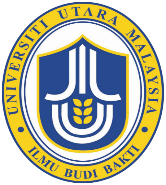 UNIVERSITI UTARA MALAYSIA
ILMU BUDI BAKTI